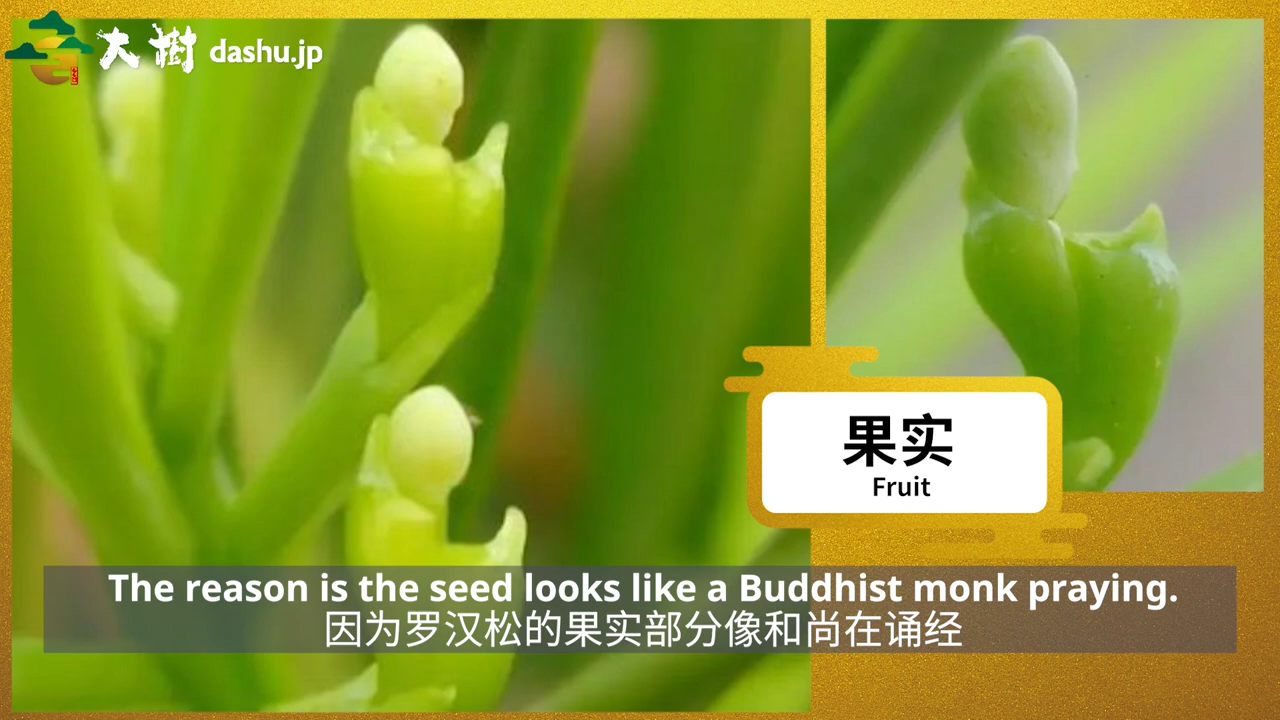 大樹 dashu.jp
果实
Fruit
The reason is the seed looks like a Buddhist monk praying.
因为罗汉松的果实部分像和尚在诵经